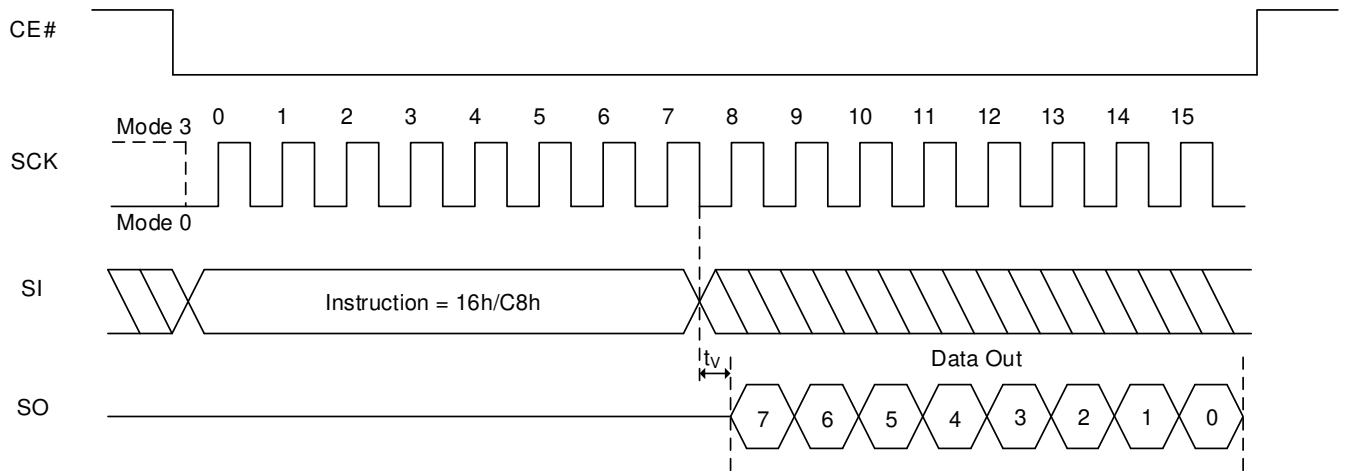 CE#
Mode 3
0 1 2 3 4 5 6 7 8 9 10 11 12 13 14 15
SCK
Mode 0
SI
Instruction = 16h/C8h
tV
Data Out
SO
7 6 5 4 3 2 1 0